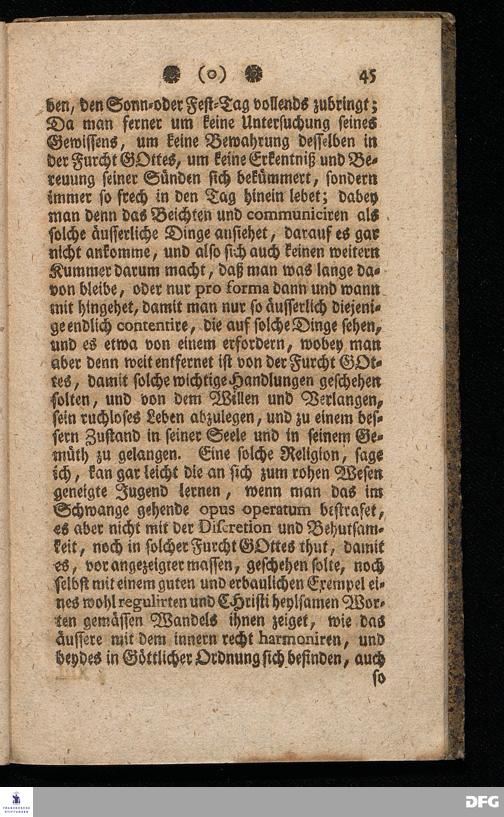 (o) 45
ben, den Sonn-oder Fest-Tag vollends zubringt;
Da man ferner um keine Untersuchung seines
Gewissens, um keine Bewahrung desselben in
der Furcht GOttes, um keine Erkentniß und Be-
reuung seiner Sünden sich bekümmert, sondern
immer so frech in den Tag hinein lebet; dabey
man denn das Beichten und communiciren als
solche äusserliche Dinge ansiehet, darauf es gar
nicht ankomme, und also sich auch keinen weitern
Kummer darum macht, daß man was lange da-
von bleibe, oder nur pro forma dann und wann
mit hingehet, damit man nur so äusserlich diejeni-
ge endlich contentire, die auf solche Dinge sehen,
und es etwa von einem erfordern, wobey man
aber denn weit entfernet ist von der Furcht GOt-
tes, damit solche wichtige Handlungen geschehen
solten, und von dem Willen und Verlangen,
sein ruchloses Leben abzulegen, und zu einem bes-
sern Zustand in seiner Seele und in seinem Ge-
müth zu gelangen. Eine solche Religion, sage
ich, kan gar leicht die an sich zum rohen Wesen
geneigte Jugend lernen, wenn man das im
Schwange gehende opus operatum bestrafet,
es aber nicht mit der Discretion und Behutsam-
keit, noch in solcher Furcht GOttes thut, damit
es, vor angezeigter massen, geschehen solte, noch
selbst mit einem guten und erbaulichen Exempel ei-
nes wohl regulirten und CHristi heylsamen Wor-
ten gemässen Wandels ihnen zeiget, wie das
äussere mit dem innern recht harmoniren, und
beydes in Göttlicher Ordnung sich befinden, auch
so
FRANCKESCHE
STIFTUNGEN
DFG